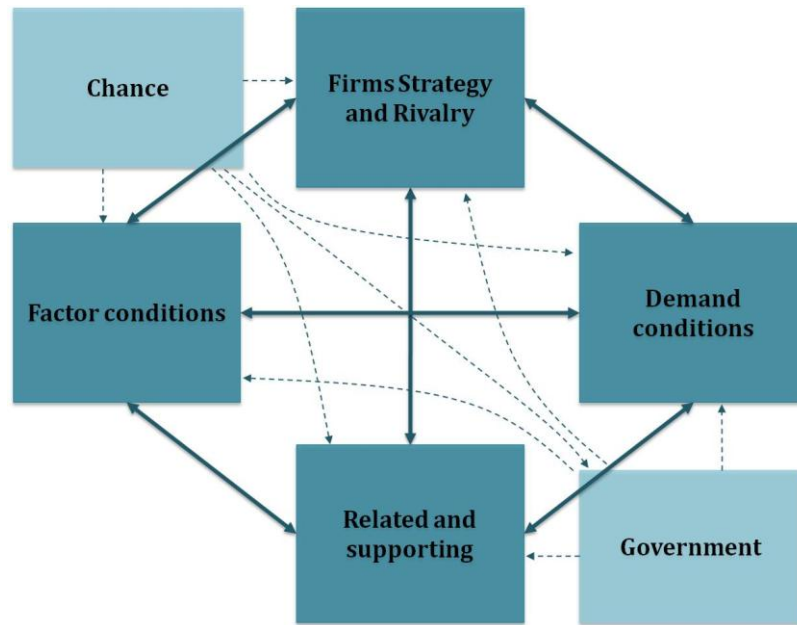 Chance
Firms Strategy
and Rivalry
Factor conditions
Demand
conditions
Related and
supporting
Government